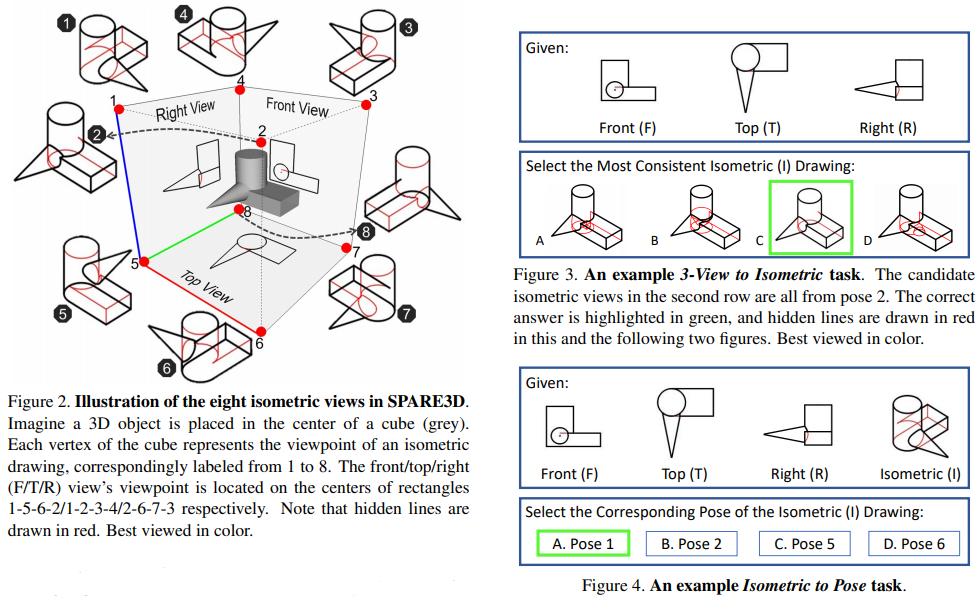 1
4
3
2
8
5
7
6
1
4
3
2
8
5
7
6
Right View
Front View
Top View
Figure 2. Illustration of the eight isometric views in SPARE3D.
Imagine a 3D object is placed in the center of a cube (grey).
Each vertex of the cube represents the viewpoint of an isometric
drawing, correspondingly labeled from 1 to 8. The front/top/right
(F/T/R) view's viewpoint is located on the centers of rectangles
1-5-6-2/1-2-3-4/2-6-7-3 respectively. Note that hidden lines are
drawn in red. Best viewed in color.
Given:
Front (F)
Top (T)
Right (R)
Select the Most Consistent Isometric (I) Drawing:
A
B
C
D
Figure 3. An example 3-View to Isometric task. The candidate
isometric views in the second row are all from pose 2. The correct
answer is highlighted in green, and hidden lines are drawn in red
in this and the following two figures. Best viewed in color.
Given:
Front (F)
Top (T)
Right (R)
Isometric (I)
Select the Corresponding Pose of the Isometric (I) Drawing:
A. Pose 1
B. Pose 2
C. Pose 5
D. Pose 6
Figure 4. An example Isometric to Pose task.